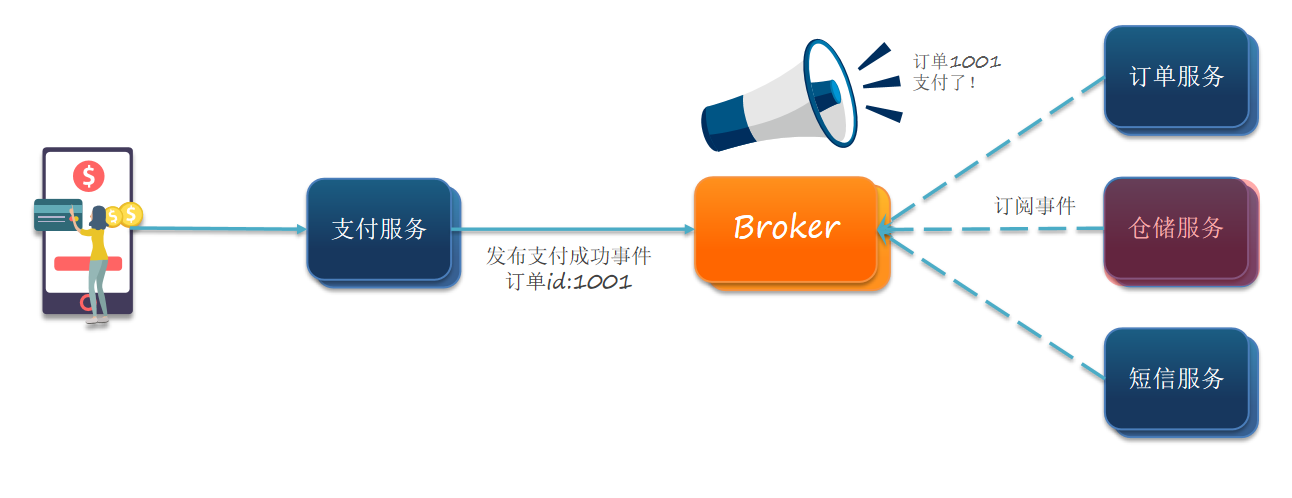 订单1001
支付了!
订单服务
支付服务
发布支付成功事件
订单id:1001
Broker
订阅事件
仓储服务
短信服务
$
$
$